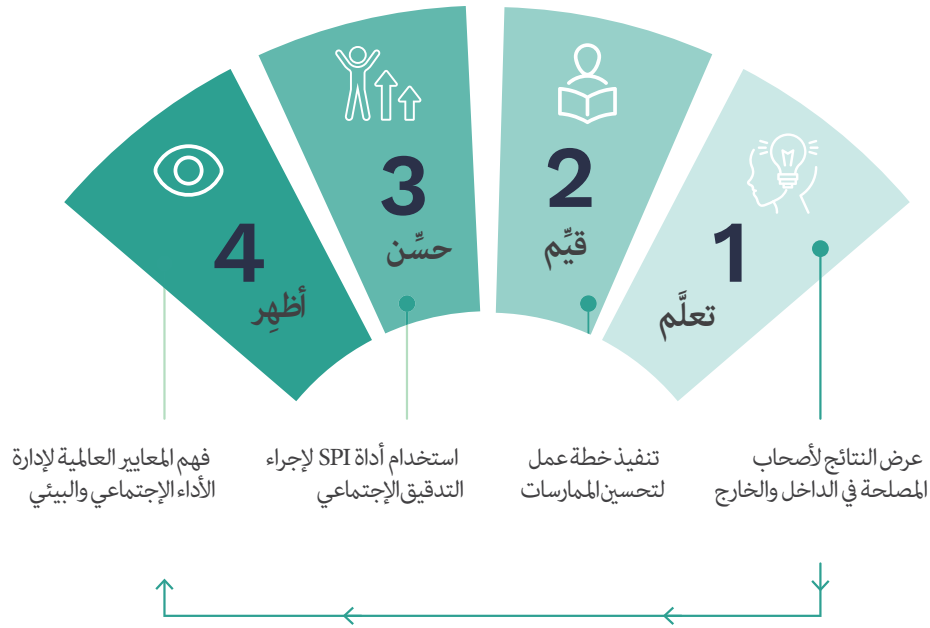 1
تعلَّم
2
قيِّم
3
حسِّن
4
أظهِر
عرض النتائج لأصحاب
المصلحة في الداخل والخارج
تنفيذ خطة عمل
لتحسين الممارسات
استخدام أداة SPI لإجراء
التدقيق الإجتماعي
فهم المعايير العالمية لإدارة
الأداء الإجتماعي والبيئي